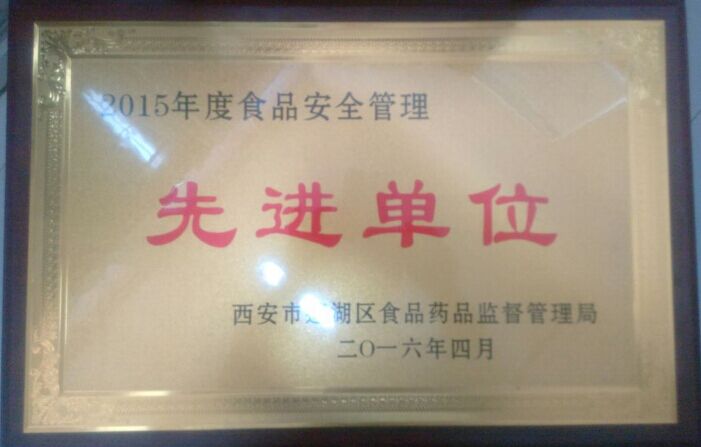 2015年度食品安全管理
先进单位
西安市莲湖区食品药品监督管理局
二〇一六年四月